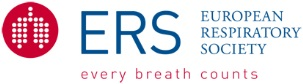 ERS
EUROPEAN
RESPIRATORY
SOCIETY
every breath counts